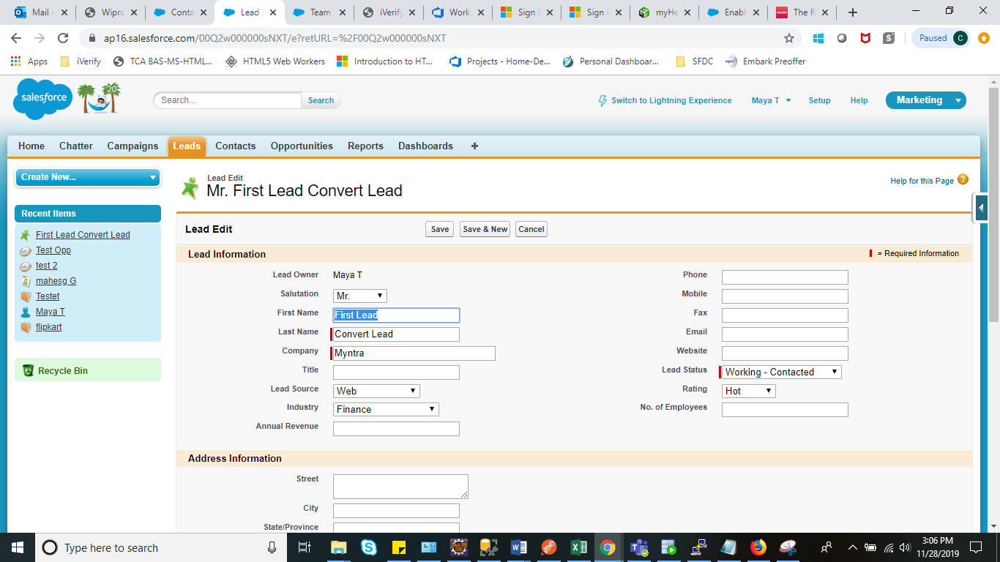 Mail -
Wipro
Conta
Lead
Team
iVerify
Work
Sign i
Sign i
myHe
Enabl
The R
ap16.salesforce.com/00Q2w000000sNXT/e?retURL=%2F00Q2w000000sNXT
Paused C
Apps
iVerify
TCA BAS-MS-HTML...
HTML5 Web Workers
Introduction to HT...
Projects - Home-De...
Personal Dashboar...
SFDC
Embark Preoffer
salesforce
20
Search...
Search
Switch to Lightning Experience
Maya T
Setup
Help
Marketing
Home
Chatter
Campaigns
Leads
Contacts
Opportunities
Reports
Dashboards
+
Create New...
Recent Items
First Lead Convert Lead
Test Opp
test 2
mahesg G
Testet
Maya T
flipkart
Recycle Bin
Lead Edit
Mr. First Lead Convert Lead
Help for this Page ?
Lead Edit
Save
Save & New
Cancel
Lead Information
= Required Information
Lead Owner Maya T
Salutation Mr.
First Name First Lead
Last Name Convert Lead
Company Myntra
Title
Lead Source Web
Industry Finance
Annual Revenue
Phone
Mobile
Fax
Email
Website
Lead Status Working - Contacted
Rating Hot
No. of Employees
Address Information
Street
City
State/Province
Type here to search
3:06 PM
11/28/2019